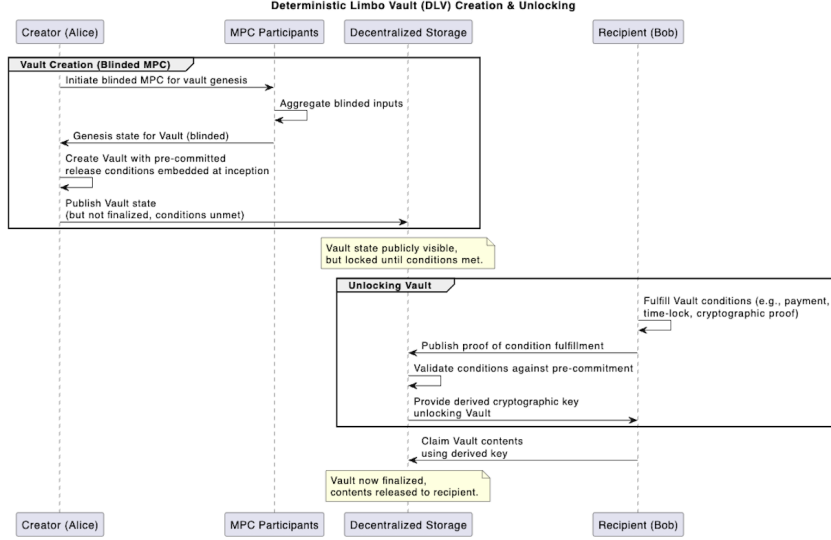 Deterministic Limbo Vault (DLV) Creation & Unlocking
Creator (Alice)
MPC Participants
Decentralized Storage
Recipient (Bob)
Vault Creation (Blinded MPC)
Initiate blinded MPC for vault genesis
Aggregate blinded inputs
Genesis state for Vault (blinded)
Create Vault with pre-committed
release conditions embedded at inception
Publish Vault state
(but not finalized, conditions unmet)
Vault state publicly visible,
but locked until conditions met.
Unlocking Vault
Fulfill Vault conditions (e.g., payment,
time-lock, cryptographic proof)
Publish proof of condition fulfillment
Validate conditions against pre-commitment
Provide derived cryptographic key
unlocking Vault
Claim Vault contents
using derived key
Vault now finalized,
contents released to recipient.
Creator (Alice)
MPC Participants
Decentralized Storage
Recipient (Bob)